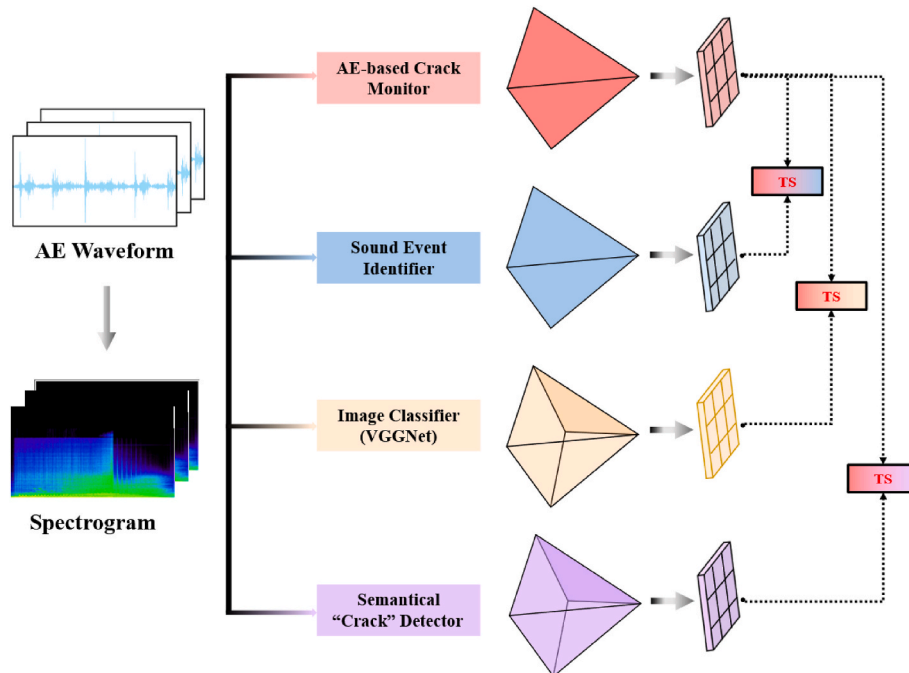 AE Waveform
Spectrogram
AE-based Crack
Monitor
Sound Event
Identifier
Image Classifier
(VGGNet)
Semantical
“Crack” Detector
TS
TS
TS